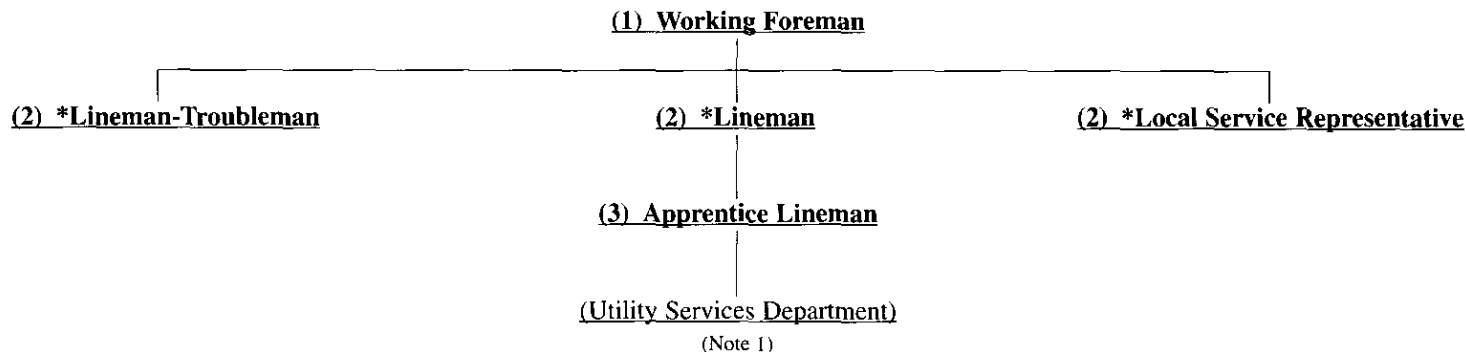 (1) Working Foreman
(2) *Lineman-Troubleman (2) *Lineman (2) *Local Service Representative
(3) Apprentice Lineman
(Utility Services Department)
(Note 1)